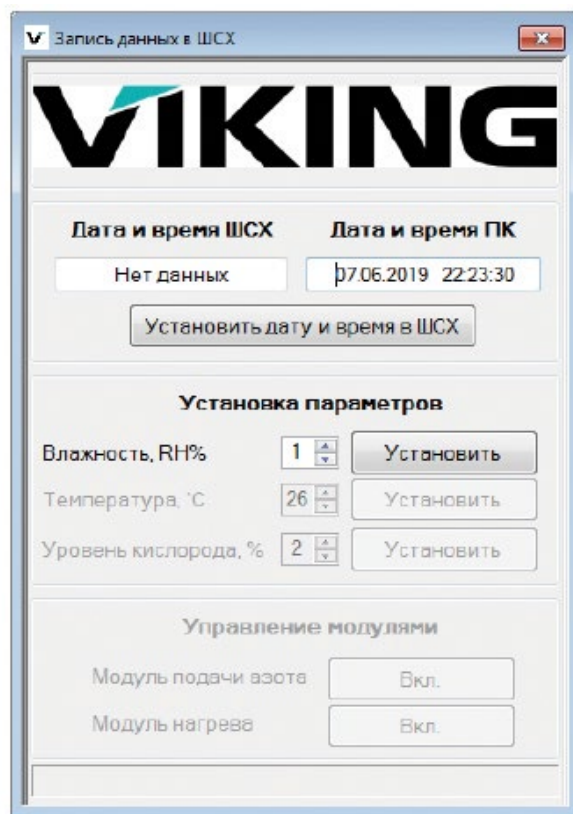 Запись данных в ШСХ
VIKING
Дата и время ШСХ Дата и время ПК
Нет данных 07.06.2019 22:23:30
Установить дату и время в ШСХ
Установка параметров
Влажность, RH% 1 Установить
Температура, °C 26 Установить
Уровень кислорода, % 2 Установить
Управление модулями
Модуль подачи азота Вкл.
Модуль нагрева Вкл.